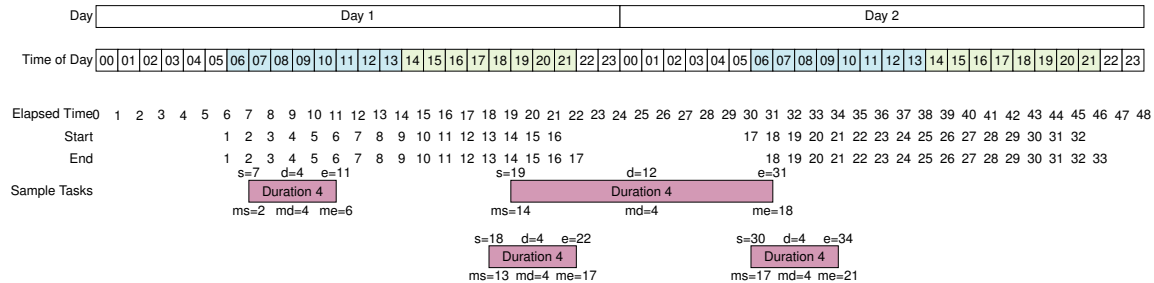 Day Day 1 Day 2
Time of Day 00 01 02 03 04 05 06 07 08 09 10 11 12 13 14 15 16 17 18 19 20 21 22 23 00 01 02 03 04 05 06 07 08 09 10 11 12 13 14 15 16 17 18 19 20 21 22 23
Elapsed Time 0 1 2 3 4 5 6 7 8 9 10 11 12 13 14 15 16 17 18 19 20 21 22 23 24 25 26 27 28 29 30 31 32 33 34 35 36 37 38 39 40 41 42 43 44 45 46 47 48
Start 1 2 3 4 5 6 7 8 9 10 11 12 13 14 15 16 17 18 19 20 21 22 23 24 25 26 27 28 29 30 31 32
End 1 2 3 4 5 6 7 8 9 10 11 12 13 14 15 16 17 18 19 20 21 22 23 24 25 26 27 28 29 30 31 32 33
s=7 d=4 e=11 s=19 d=12 e=31
Sample Tasks Duration 4 Duration 4
ms=2 md=4 me=6 ms=14 md=4 me=18
s=18 d=4 e=22 s=30 d=4 e=34
Duration 4 Duration 4
ms=13 md=4 me=17 ms=17 md=4 me=21